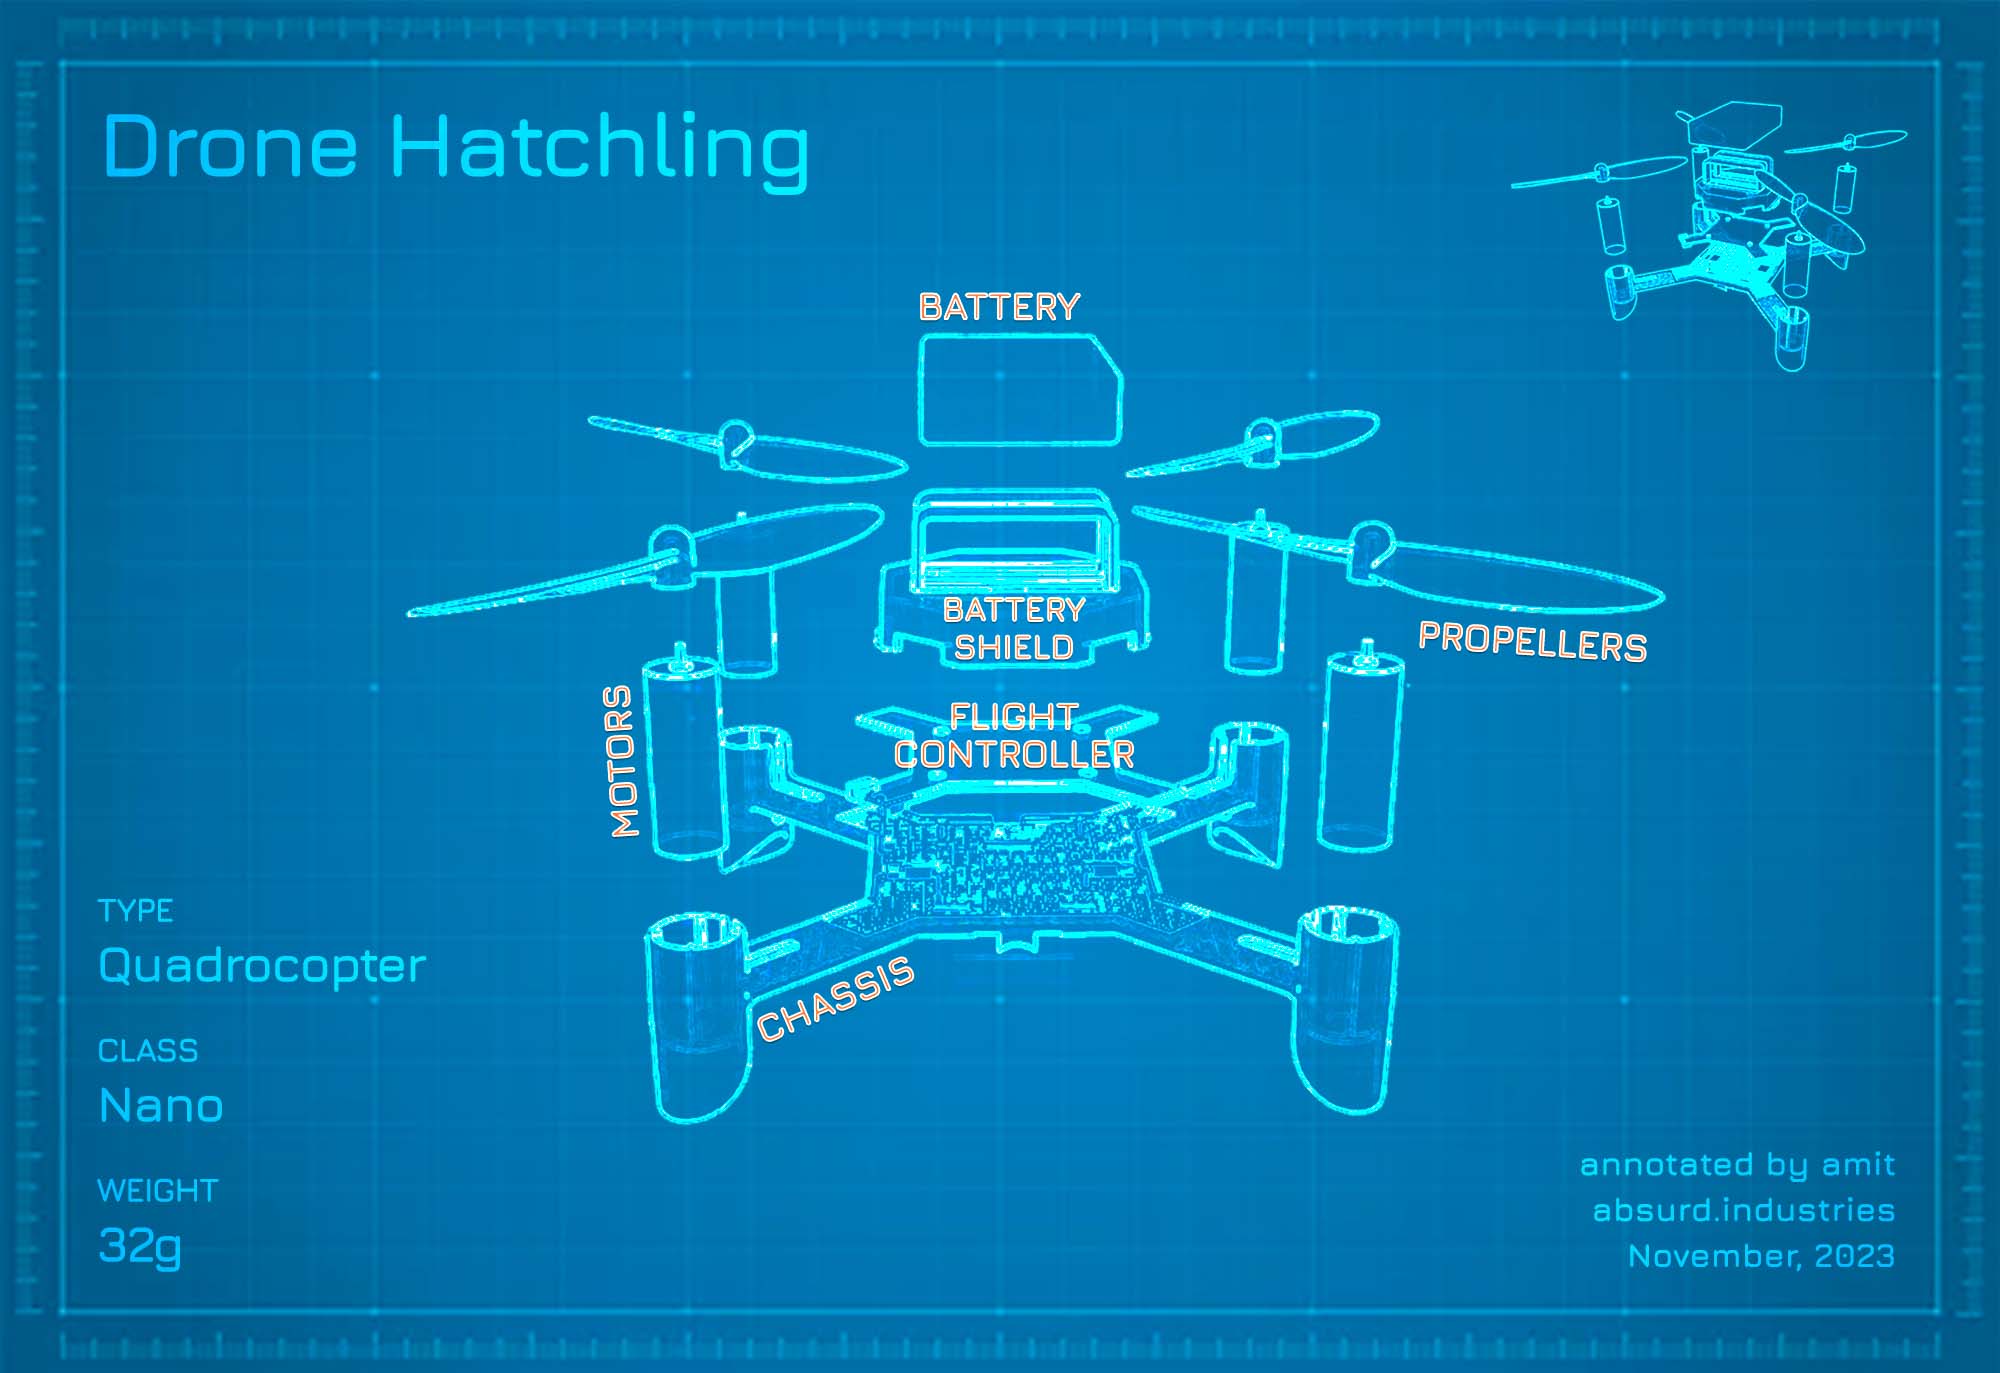 Drone Hatchling
BATTERY
BATTERY
SHIELD
PROPELLERS
MOTORS
FLIGHT
CONTROLLER
CHASSIS
TYPE
Quadrocopter
CLASS
Nano
WEIGHT
32g
annotated by amit
absurd.industries
November, 2023